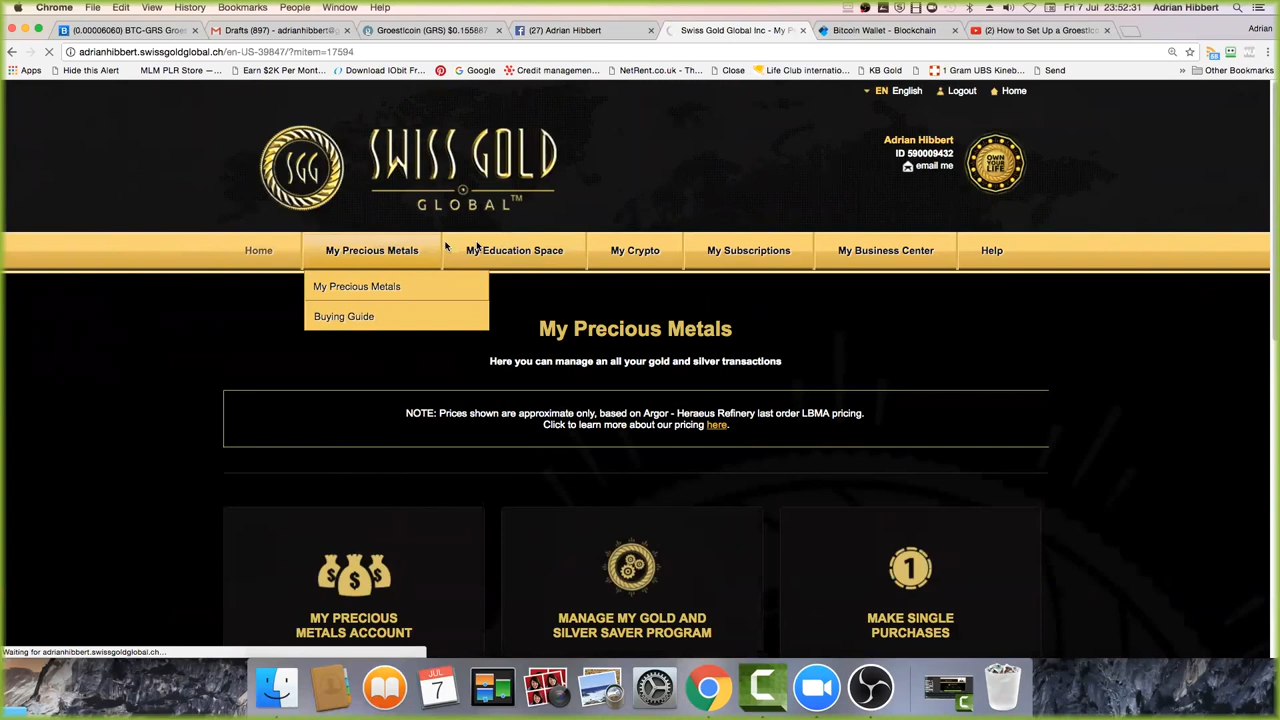 Chrome File Edit View History Bookmarks People Window Help Fri 7 Jul 23:52:31 Adrian Hibbert
(0.00006060) BTC-GRS Groes Drafts (897) - adrianhibbert@ Groestlcoin (GRS) $0.155887 (27) Adrian Hibbert Swiss Gold Global Inc - My P Bitcoin Wallet - Blockchain (2) How to Set Up a Groestlc Adrian
adrianhibbert.swissgoldglobal.ch/en-US-39847/?mitem=17594
Apps Hide this Alert MLM PLR Store —... Earn $2K Per Mont... Download IObit Fr... Google Credit managemen... NetRent.co.uk - Th... Close Life Club internatio... KB Gold 1 Gram UBS Kineb... Send » Other Bookmarks
EN English Logout Home
SGG SWISS GOLD GLOBAL™
Adrian Hibbert
ID 590009432
email me
OWN YOUR LIFE
Home My Precious Metals My Education Space My Crypto My Subscriptions My Business Center Help
My Precious Metals
Buying Guide
My Precious Metals
Here you can manage an all your gold and silver transactions
NOTE: Prices shown are approximate only, based on Argor - Heraeus Refinery last order LBMA pricing.
Click to learn more about our pricing here.
1
MY PRECIOUS
METALS ACCOUNT
MANAGE MY GOLD AND
SILVER SAVER PROGRAM
MAKE SINGLE
PURCHASES
Waiting for adrianhibbert.swissgoldglobal.ch...
JUL
7